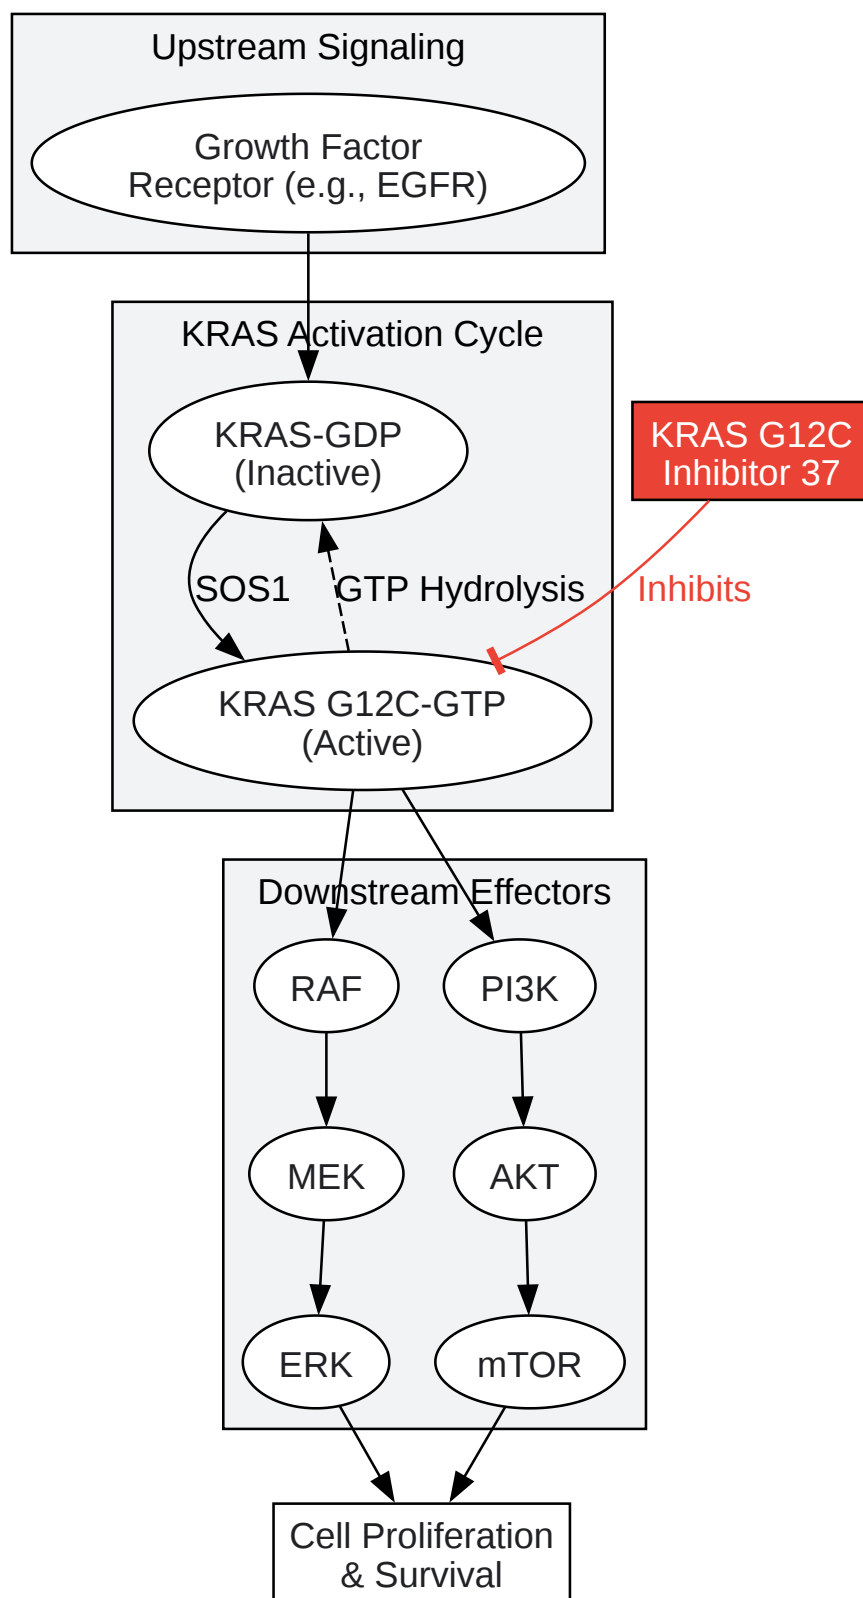 Upstream Signaling
Growth Factor
Receptor (e.g., EGFR)
KRAS Activation Cycle
KRAS-GDP
(Inactive)
KRAS G12C
Inhibitor 37
SOS1
GTP Hydrolysis
Inhibits
KRAS G12C-GTP
(Active)
Downstream Effectors
RAF
PI3K
MEK
AKT
ERK
mTOR
Cell Proliferation
& Survival